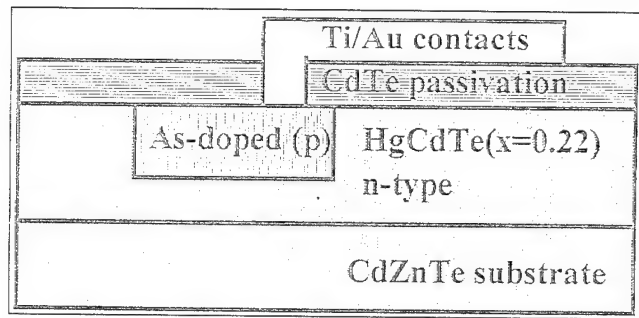 Ti/Au contacts
CdTe passivation
As-doped (p) HgCdTe(x=0.22)
n-type
CdZnTe substrate